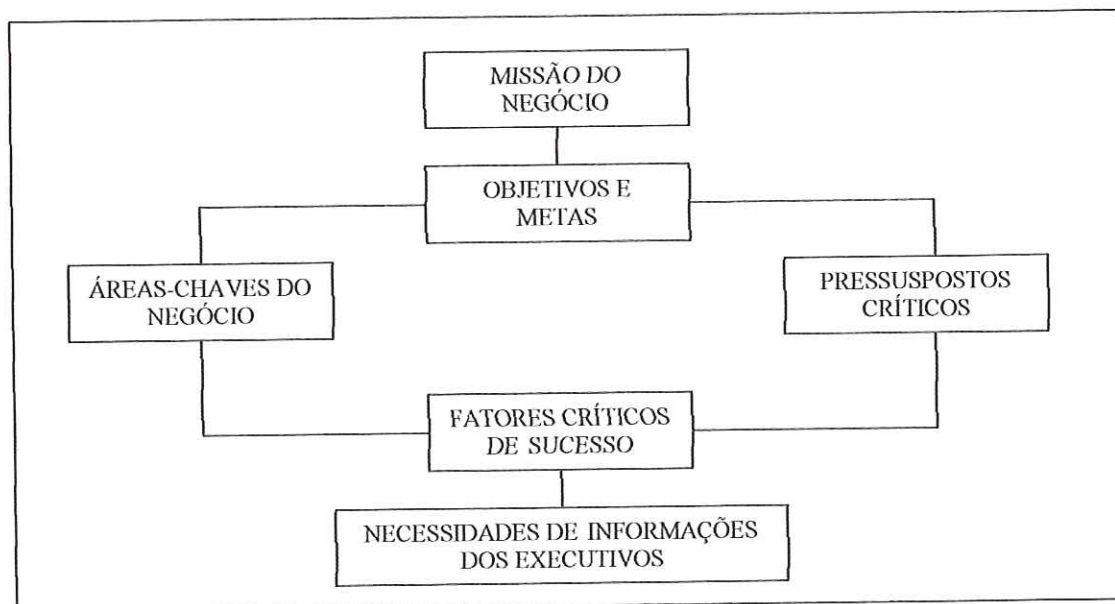 MISSÃO DO
NEGÓCIO
OBJETIVOS E
METAS
ÁREAS-CHAVES DO
NEGÓCIO
PRESSUSPOSTOS
CRÍTICOS
FATORES CRÍTICOS
DE SUCESSO
NECESSIDADES DE INFORMAÇÕES
DOS EXECUTIVOS